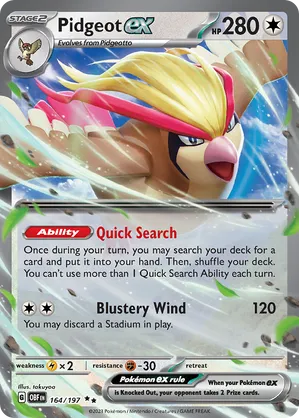 STAGE2 Pidgeot ex HP 280
Evolves from Pidgeotto
Ability Quick Search
Once during your turn, you may search your deck for a
card and put it into your hand. Then, shuffle your deck.
You can't use more than 1 Quick Search Ability each turn.
Blustery Wind 120
You may discard a Stadium in play.
weakness ×2 resistance -30 retreat
Illus. takuyoa Pokémon ex rule When your Pokémon ex
G OBF EN 164/197 ★★ is Knocked Out, your opponent takes 2 Prize cards.
©2023 Pokémon / Nintendo / Creatures / GAME FREAK